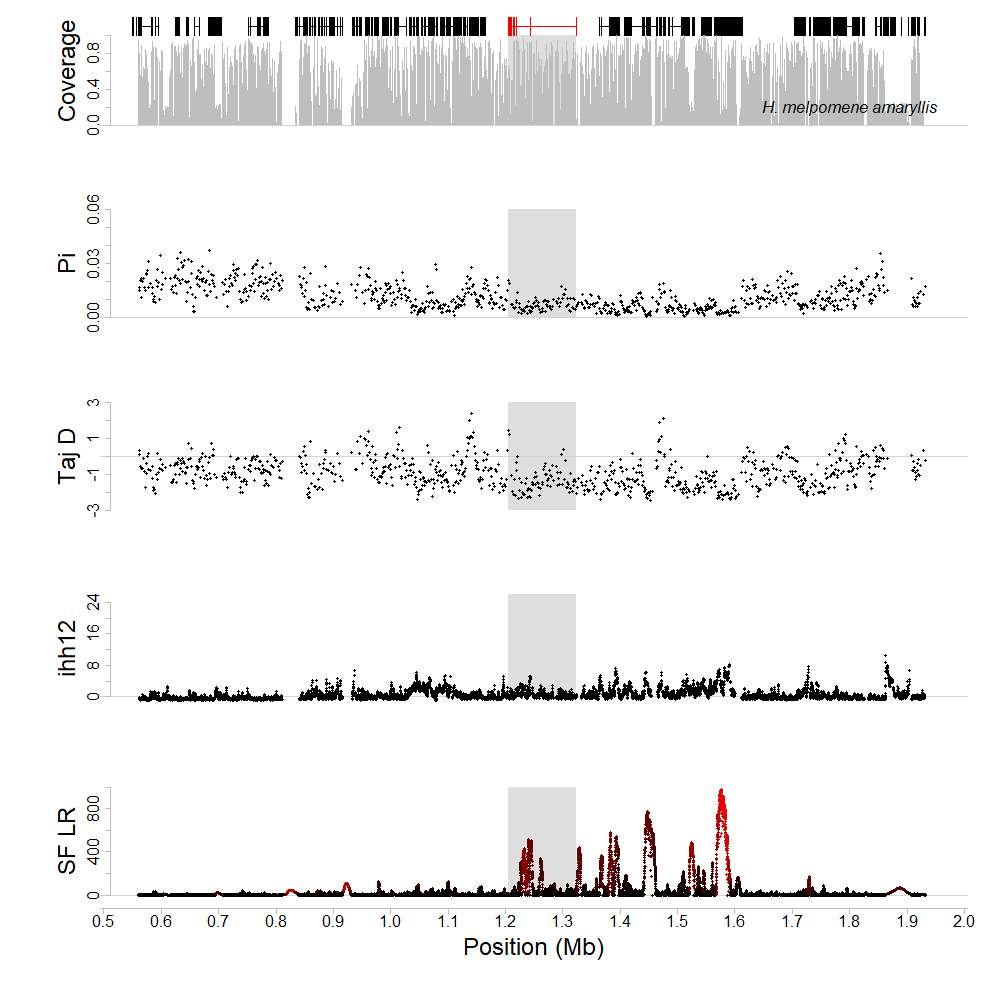 Coverage
0.0 0.4 0.8
H. melpomene amaryllis
Pi
0.00 0.03 0.06
Taj D
-3 -1 1 3
ihh12
0 8 16 24
SF LR
0 400 800
0.5 0.6 0.7 0.8 0.9 1.0 1.1 1.2 1.3 1.4 1.5 1.6 1.7 1.8 1.9 2.0
Position (Mb)